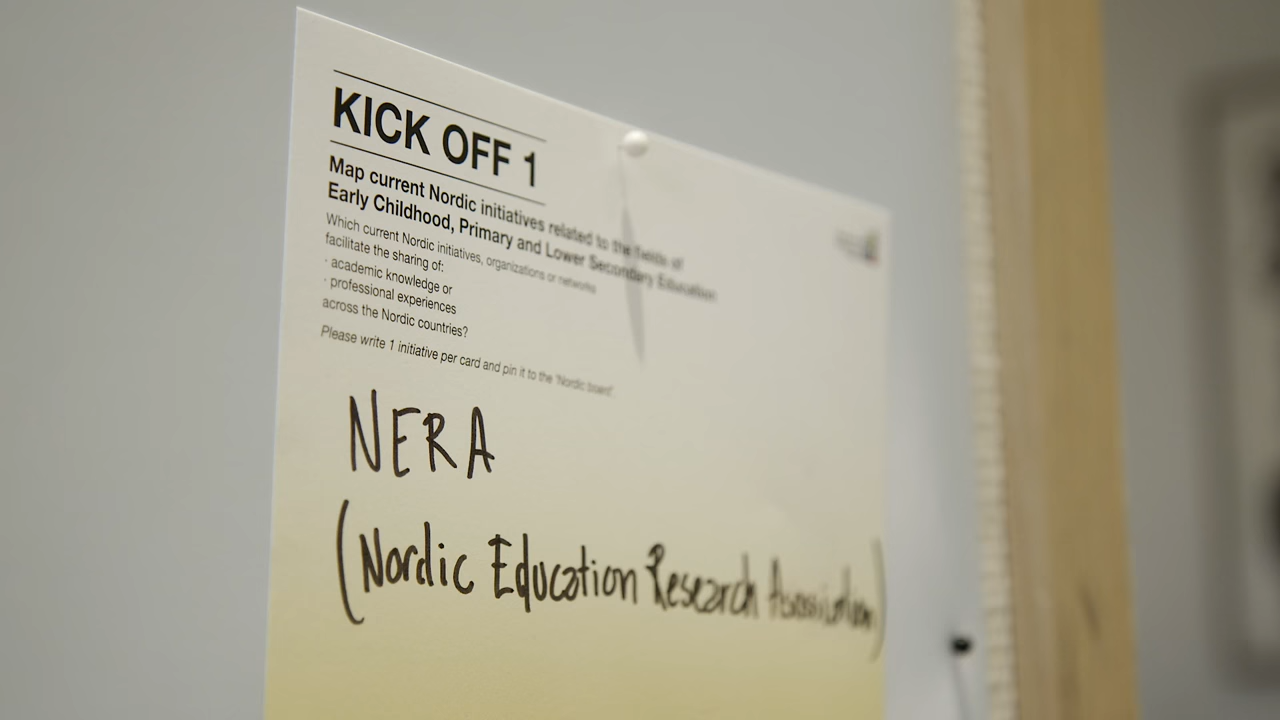 KICK OFF 1
Map current Nordic initiatives related to the fields of
Early Childhood, Primary and Lower Secondary Education
Which current Nordic initiatives, organizations or networks
facilitate the sharing of:
· academic knowledge or
· professional experiences
across the Nordic countries?
Please write 1 initiative per card and pin it to the 'Nordic board'.
NERA
(Nordic Education Research Association)